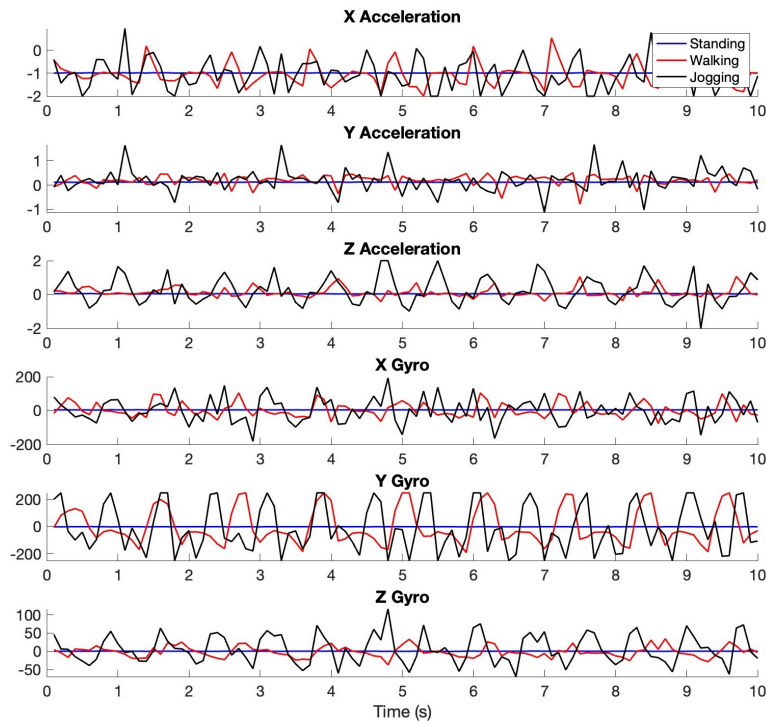 X Acceleration
0
-1
-2
Standing
Walking
Jogging
0 1 2 3 4 5 6 7 8 9 10
Y Acceleration
1
0
-1
0 1 2 3 4 5 6 7 8 9 10
Z Acceleration
2
0
-2
0 1 2 3 4 5 6 7 8 9 10
X Gyro
200
0
-200
0 1 2 3 4 5 6 7 8 9 10
Y Gyro
200
0
-200
0 1 2 3 4 5 6 7 8 9 10
Z Gyro
100
50
0
-50
0 1 2 3 4 5 6 7 8 9 10
Time (s)